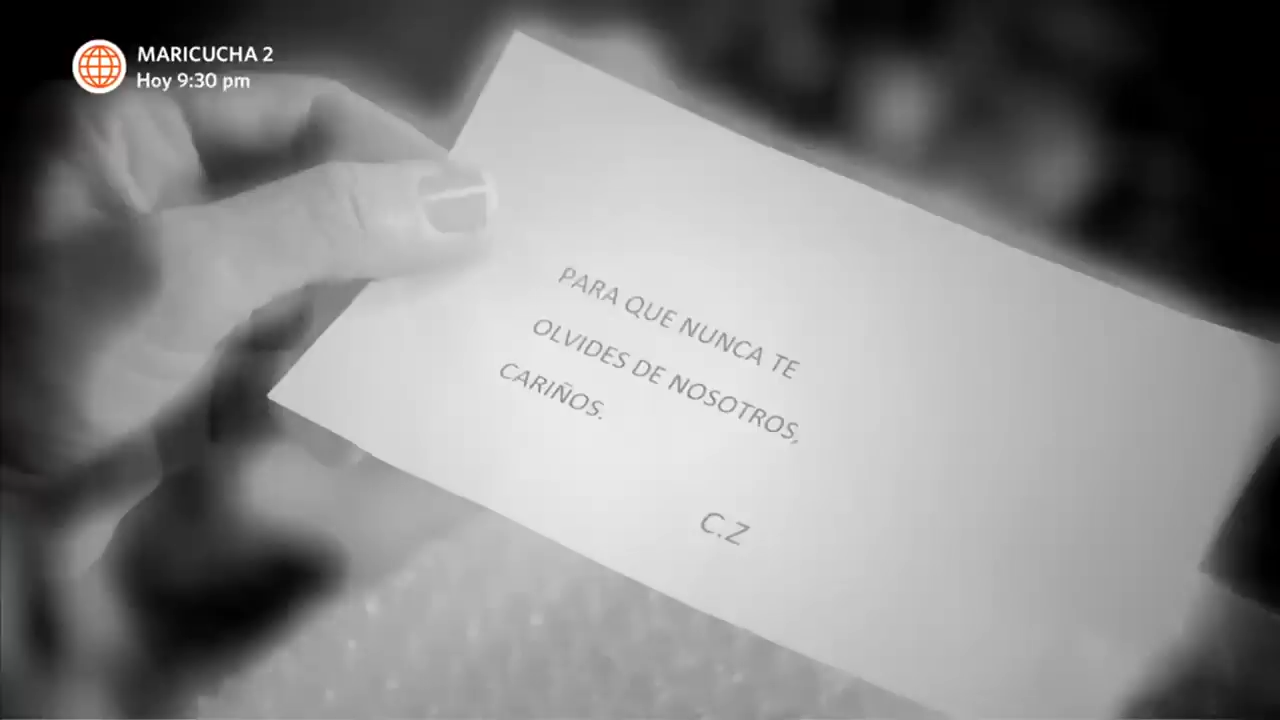 MARICUCHA 2
Hoy 9:30 pm
PARA QUE NUNCA TE
OLVIDES DE NOSOTROS,
CARIÑOS.
C.Z